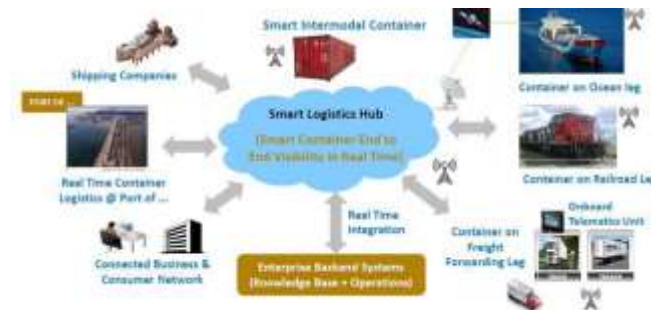 Smart Intermodal Container
Shipping Companies
Container on Ocean leg
Smart Logistics Hub
(Smart Container End to
End Visibility in Real Time)
Real Time Container
Logistics @ Port of ...
Container on Railroad Le
Real Time
Integration
Container on
Freight
Forwarding Leg
Onboard
Telematics Unit
Connected Business &
Consumer Network
Enterprise Backend Systems
(Knowledge Base + Operations)